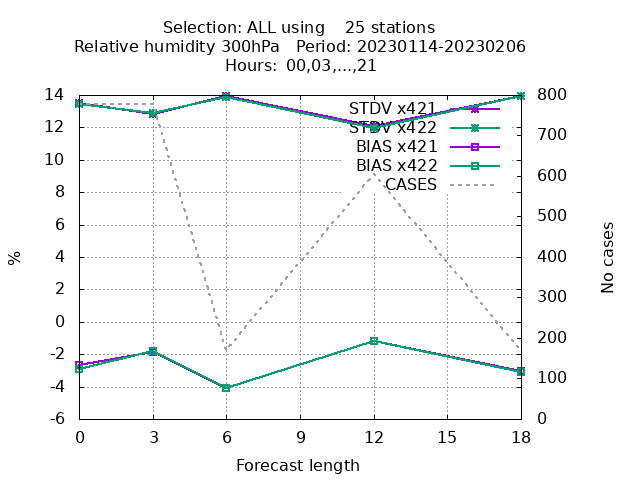 Selection: ALL using    25 stations
Relative humidity 300hPa   Period: 20230114-20230206
Hours:  00,03,...,21
14
12
10
8
6
4
2
0
-2
-4
-6
%
800
700
600
500
400
300
200
100
0
No cases
STDV x421
STDV x422
BIAS x421
BIAS x422
CASES
0
3
6
9
12
15
18
Forecast length